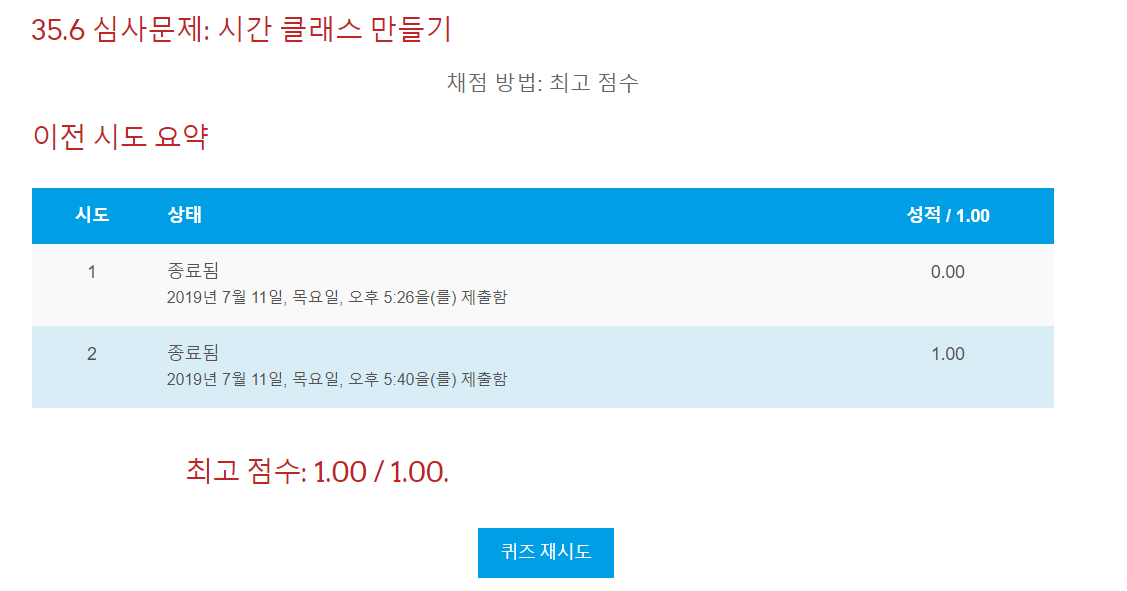 35.6 심사문제: 시간 클래스 만들기
채점 방법: 최고 점수
이전 시도 요약
시도 상태 성적 / 1.00
1 종료됨 0.00
2019년 7월 11일, 목요일, 오후 5:26을(를) 제출함
2 종료됨 1.00
2019년 7월 11일, 목요일, 오후 5:40을(를) 제출함
최고 점수: 1.00 / 1.00.
퀴즈 재시도